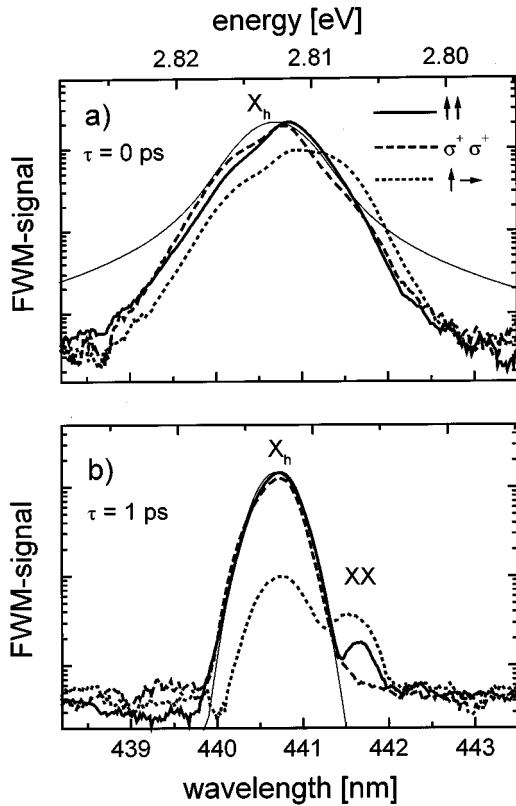 energy [eV]
2.82 2.81 2.80
a) X_h ↑↑
τ = 0 ps σ⁺ σ⁺
↑→
FWM-signal
b) X_h
τ = 1 ps XX
FWM-signal
439 440 441 442 443
wavelength [nm]